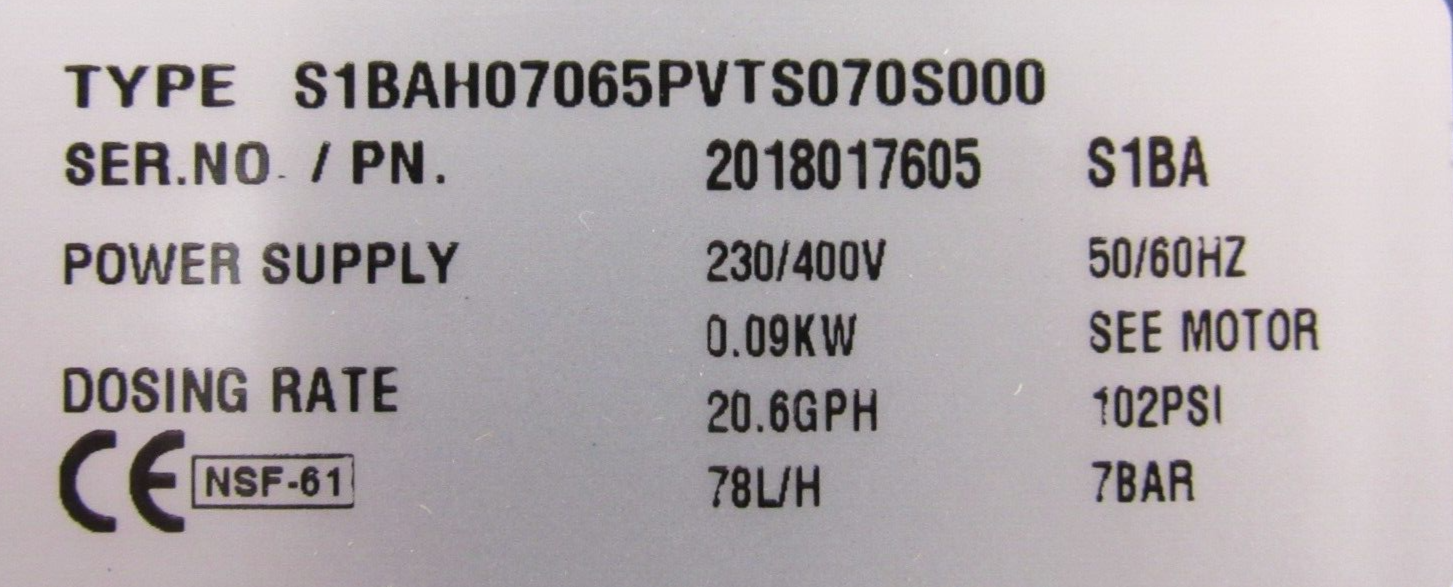 TYPE S1BAH07065PVTS070S000
SER.NO. / PN. 2018017605 S1BA
POWER SUPPLY 230/400V 50/60HZ
0.09KW SEE MOTOR
DOSING RATE 20.6GPH 102PSI
CE NSF-61 78L/H 7BAR